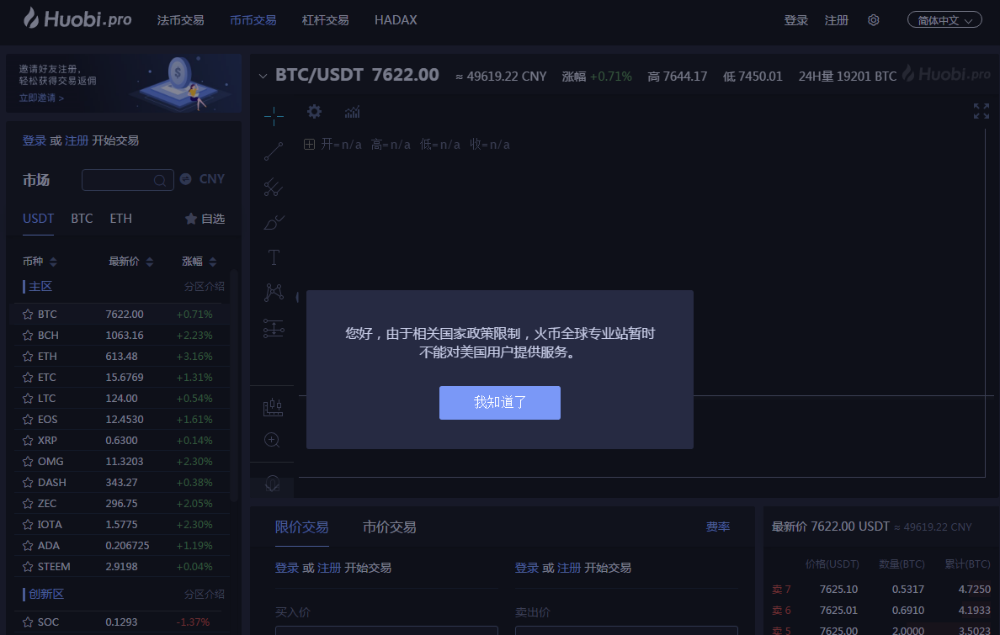 Huobi.pro 法币交易 币币交易 杠杆交易 HADAX 登录 注册 简体中文
邀请好友注册,
轻松获得交易返佣
立即邀请 >
BTC/USDT 7622.00 ≈ 49619.22 CNY 涨幅 +0.71% 高 7644.17 低 7450.01 24H量 19201 BTC Huobi.pro
登录 或 注册 开始交易
开=n/a 高=n/a 低=n/a 收=n/a
市场 CNY
USDT BTC ETH 自选
币种 最新价 涨幅
主区 分区介绍
BTC 7622.00 +0.71%
BCH 1063.16 +2.23%
ETH 613.48 +3.16%
ETC 15.6769 +1.31%
LTC 124.00 +0.54%
EOS 12.4530 +1.61%
XRP 0.6300 +0.14%
OMG 11.3203 +2.30%
DASH 343.27 +0.38%
ZEC 296.75 +2.05%
IOTA 1.5775 +2.30%
ADA 0.206725 +1.19%
STEEM 2.9198 +0.04%
创新区 分区介绍
SOC 0.1293 -1.37%
您好，由于相关国家政策限制，火币全球专业站暂时
不能对美国用户提供服务。
我知道了
限价交易 市价交易 费率
登录 或 注册 开始交易 登录 或 注册 开始交易
买入价 卖出价
最新价 7622.00 USDT ≈ 49619.22 CNY
价格(USDT) 数量(BTC) 累计(BTC)
卖 7 7625.10 0.5317 4.7250
卖 6 7625.01 0.6910 4.1933
卖 5 7625.00 2.0000 3.5023